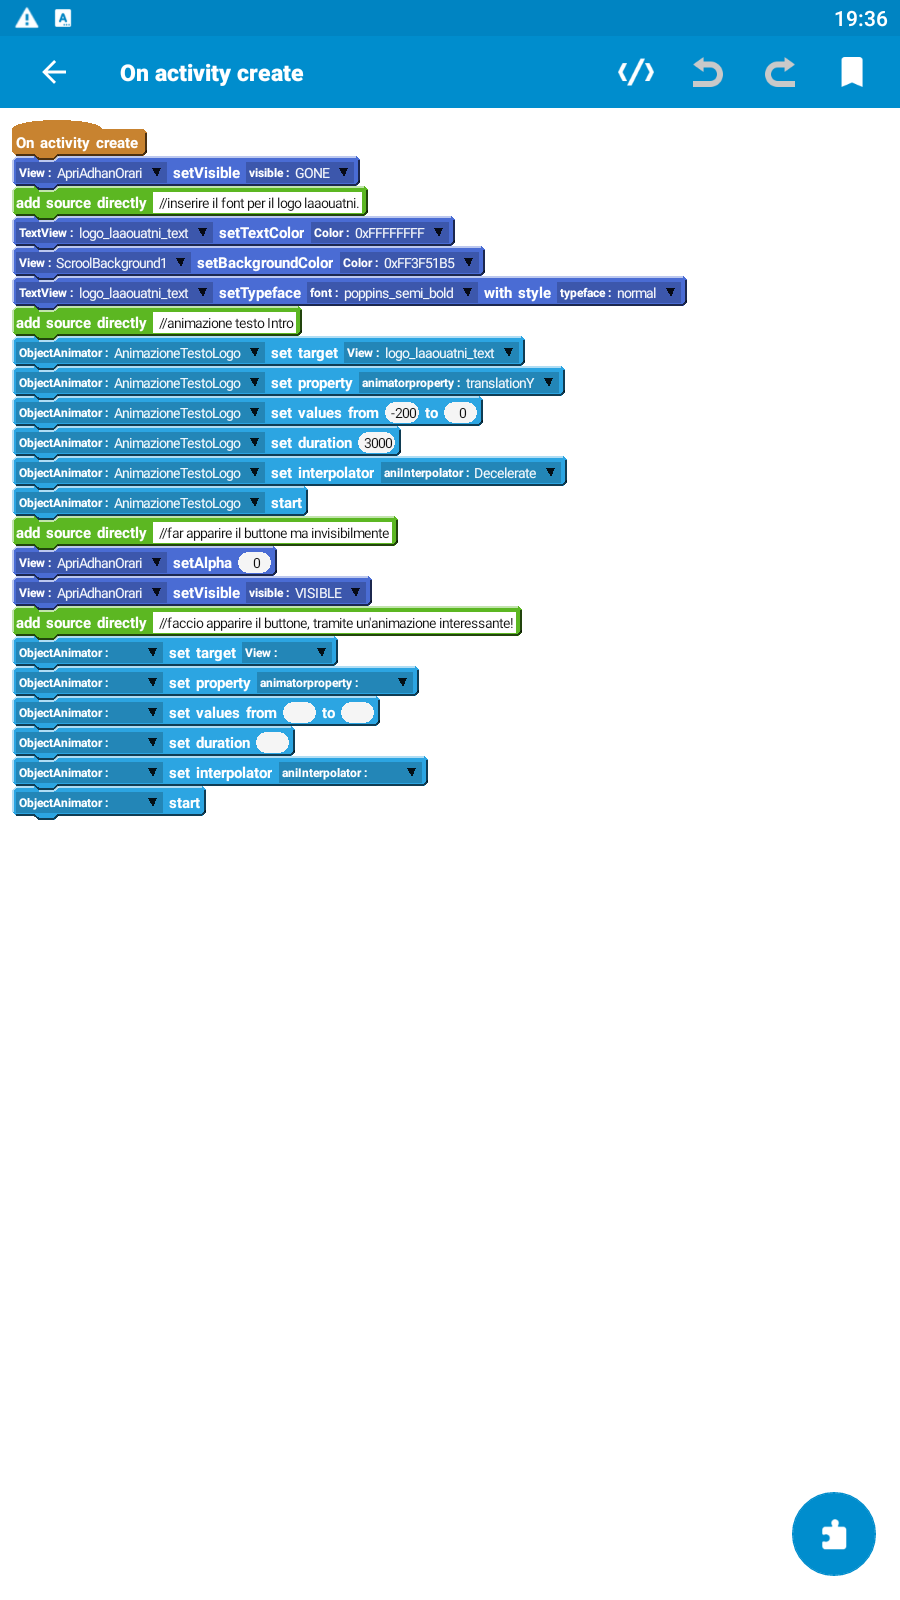 19:36
On activity create
On activity create
View : ApriAdhanOrari setVisible visible : GONE
add source directly //inserire il font per il logo laaouatni.
TextView : logo_laaouatni_text setTextColor Color : 0xFFFFFFFF
View : ScroolBackground1 setBackgroundColor Color : 0xFF3F51B5
TextView : logo_laaouatni_text setTypeface font : poppins_semi_bold with style typeface : normal
add source directly //animazione testo Intro
ObjectAnimator : AnimazioneTestoLogo set target View : logo_laaouatni_text
ObjectAnimator : AnimazioneTestoLogo set property animatorproperty : translationY
ObjectAnimator : AnimazioneTestoLogo set values from -200 to 0
ObjectAnimator : AnimazioneTestoLogo set duration 3000
ObjectAnimator : AnimazioneTestoLogo set interpolator aniInterpolator : Decelerate
ObjectAnimator : AnimazioneTestoLogo start
add source directly //far apparire il buttone ma invisibilmente
View : ApriAdhanOrari setAlpha 0
View : ApriAdhanOrari setVisible visible : VISIBLE
add source directly //faccio apparire il buttone, tramite un'animazione interessante!
ObjectAnimator : set target View :
ObjectAnimator : set property animatorproperty :
ObjectAnimator : set values from to
ObjectAnimator : set duration
ObjectAnimator : set interpolator aniInterpolator :
ObjectAnimator : start